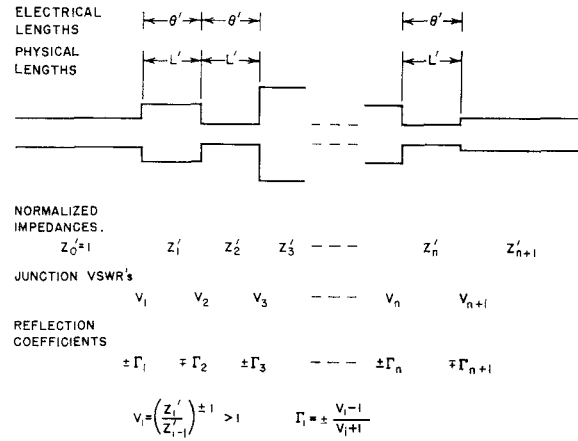 ELECTRICAL
LENGTHS
θ' θ' θ'
PHYSICAL
LENGTHS
L' L' L'
NORMALIZED
IMPEDANCES.
Z₀'=1 Z₁' Z₂' Z₃' ---- Zₙ' Z'ₙ₊₁
JUNCTION VSWR's
V₁ V₂ V₃ ---- Vₙ Vₙ₊₁
REFLECTION
COEFFICIENTS
±Γ₁ ∓Γ₂ ±Γ₃ ---- ±Γₙ ∓Γₙ₊₁
Vᵢ=(Zᵢ'/Z'ᵢ₋₁)^±1 >1 Γᵢ=± Vᵢ-1/Vᵢ+1